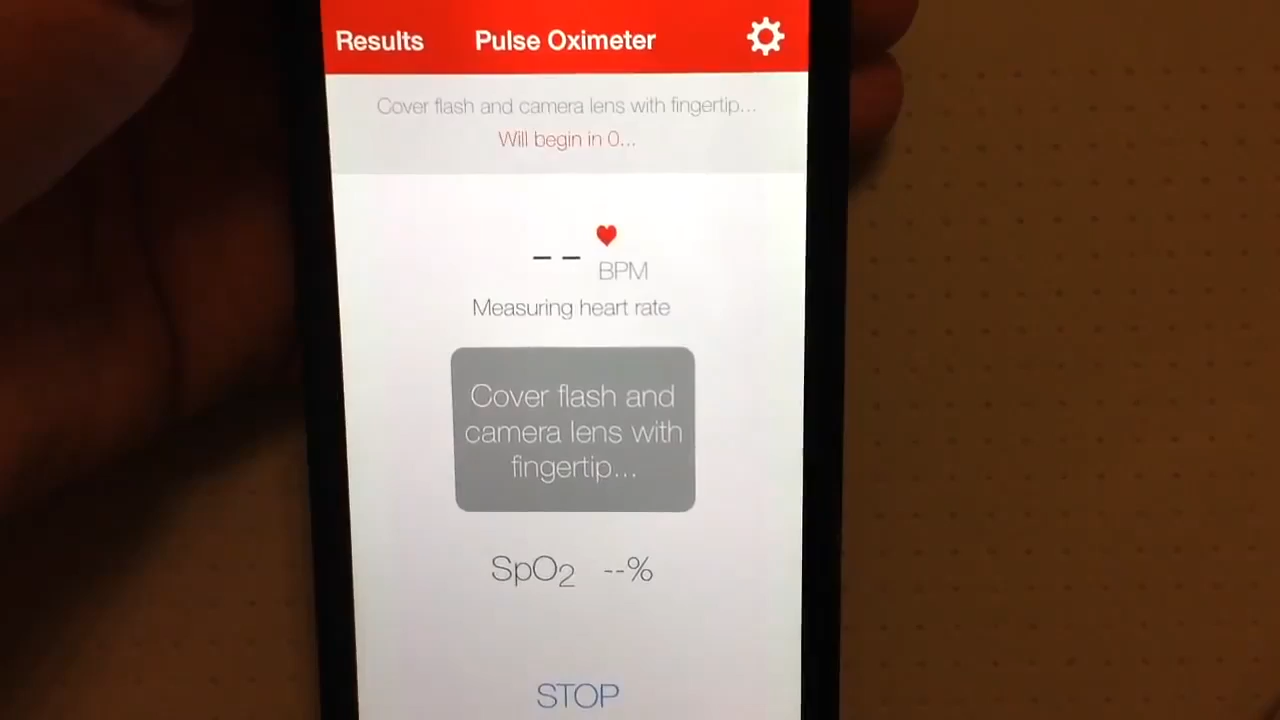 Results Pulse Oximeter
Cover flash and camera lens with fingertip...
Will begin in 0...
-- BPM
Measuring heart rate
Cover flash and
camera lens with
fingertip...
SpO2 --%
STOP